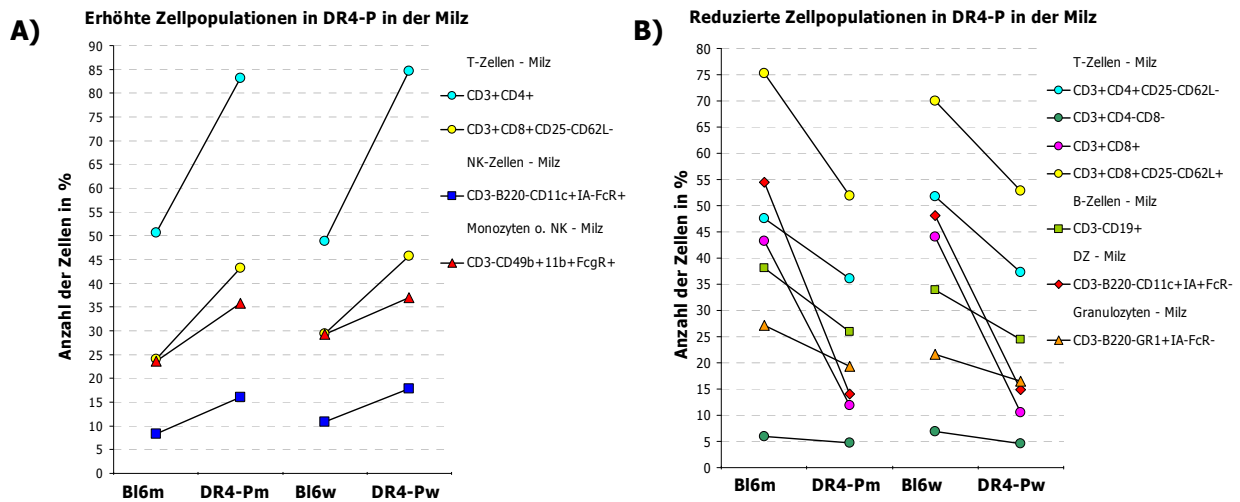 A)
Erhöhte Zellpopulationen in DR4-P in der Milz
Anzahl der Zellen in %
90
85
80
75
70
65
60
55
50
45
40
35
30
25
20
15
10
5
0
Bl6m
DR4-Pm
Bl6w
DR4-Pw
T-Zellen - Milz
CD3+CD4+
CD3+CD8+CD25-CD62L-
NK-Zellen - Milz
CD3-B220-CD11c+IA-FcR+
Monozyten o. NK - Milz
CD3-CD49b+11b+FcgR+
B)
Reduzierte Zellpopulationen in DR4-P in der Milz
Anzahl der Zellen in %
80
75
70
65
60
55
50
45
40
35
30
25
20
15
10
5
0
Bl6m
DR4-Pm
Bl6w
DR4-Pw
T-Zellen - Milz
CD3+CD4+CD25-CD62L-
CD3+CD4-CD8-
CD3+CD8+
CD3+CD8+CD25-CD62L+
B-Zellen - Milz
CD3-CD19+
DZ - Milz
CD3-B220-CD11c+IA+FcR-
Granulozyten - Milz
CD3-B220-GR1+IA-FcR-